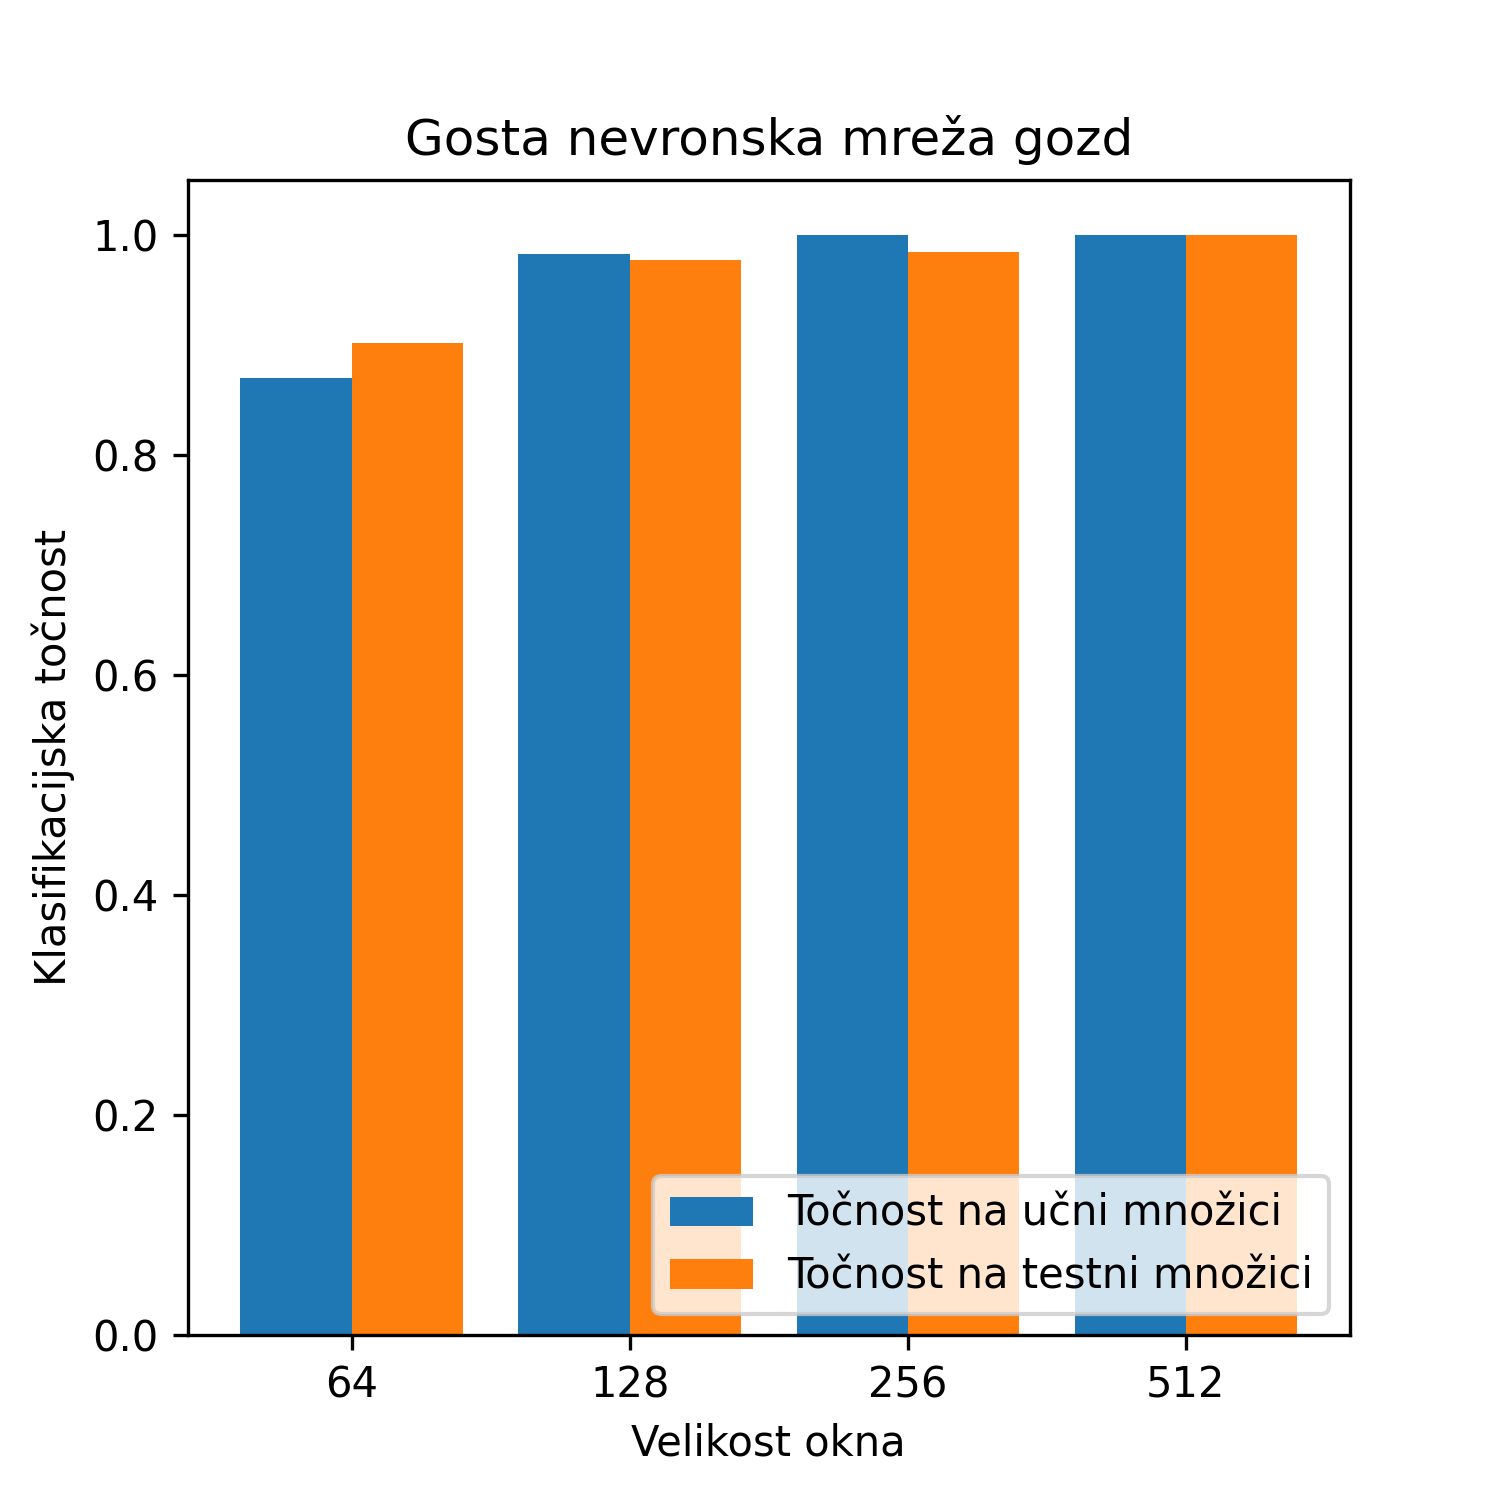 Gosta nevronska mreža gozd
Klasifikacijska točnost
1.0
0.8
0.6
0.4
0.2
0.0
Točnost na učni množici
Točnost na testni množici
64 128 256 512
Velikost okna